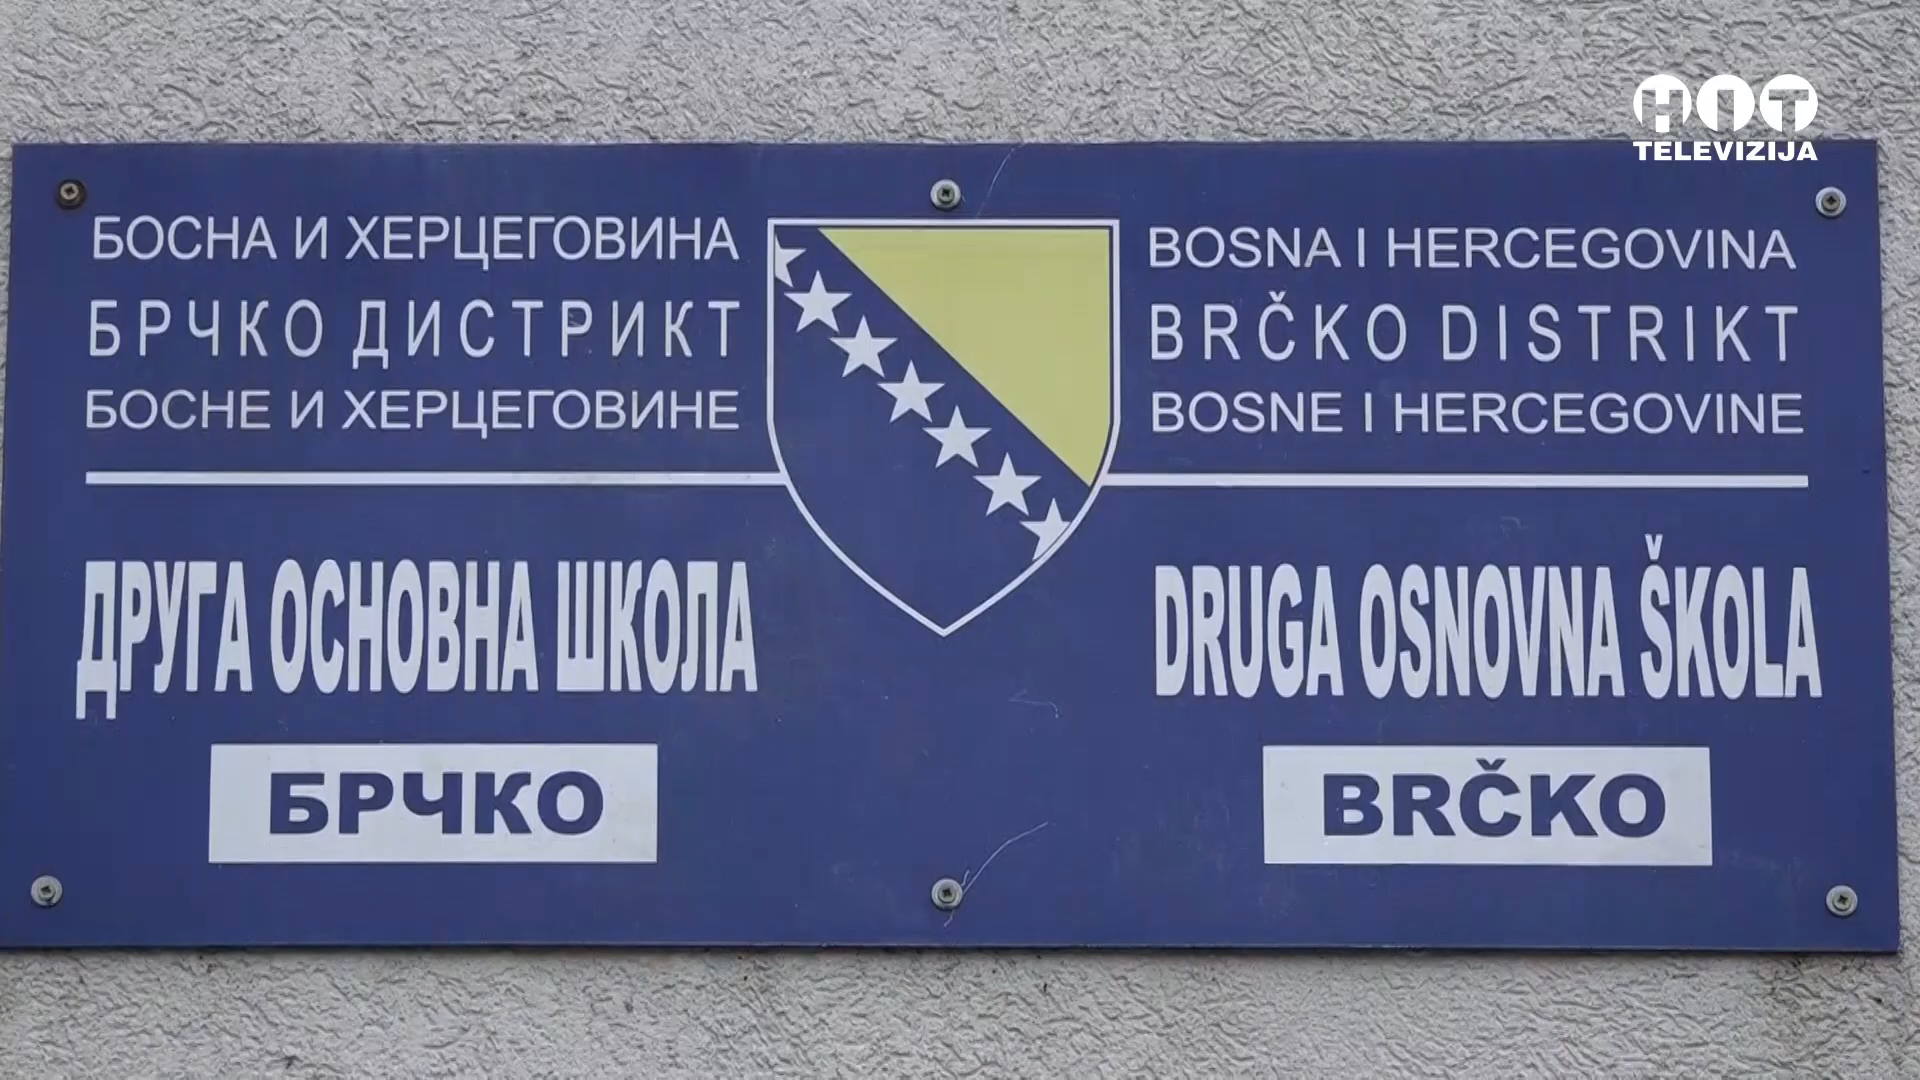 HIT
TELEVIZIJA
БОСНА И ХЕРЦЕГОВИНА
БРЧКО ДИСТРИКТ
БОСНЕ И ХЕРЦЕГОВИНЕ
ДРУГА ОСНОВНА ШКОЛА
БРЧКО
BOSNA I HERCEGOVINA
BRČKO DISTRIKT
BOSNE I HERCEGOVINE
DRUGA OSNOVNA ŠKOLA
BRČKO